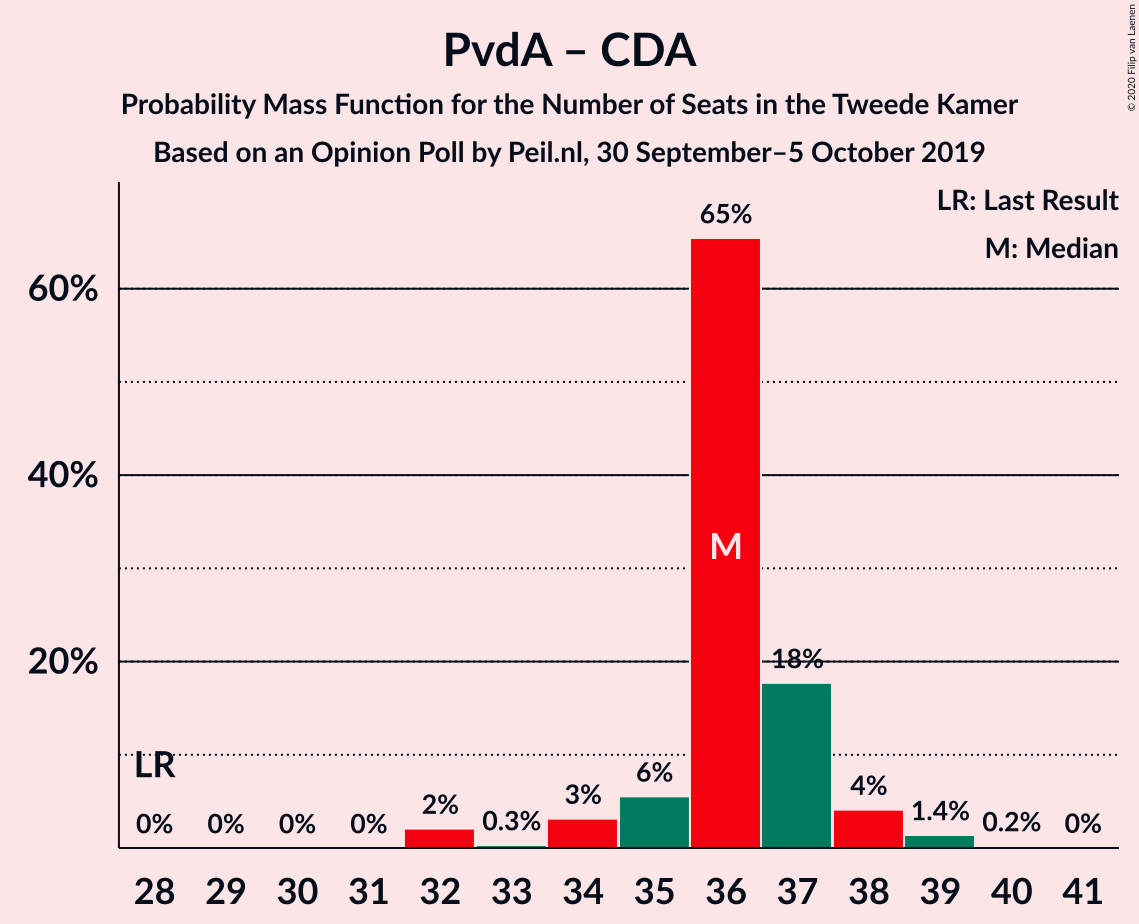 PvdA – CDA
Probability Mass Function for the Number of Seats in the Tweede Kamer
Based on an Opinion Poll by Peil.nl, 30 September–5 October 2019
© 2020 Filip van Laenen
LR: Last Result
M: Median
60%
40%
20%
65%
M
18%
LR
0% 0% 0% 0% 2% 0.3% 3% 6% 4% 1.4% 0.2% 0%
28 29 30 31 32 33 34 35 36 37 38 39 40 41